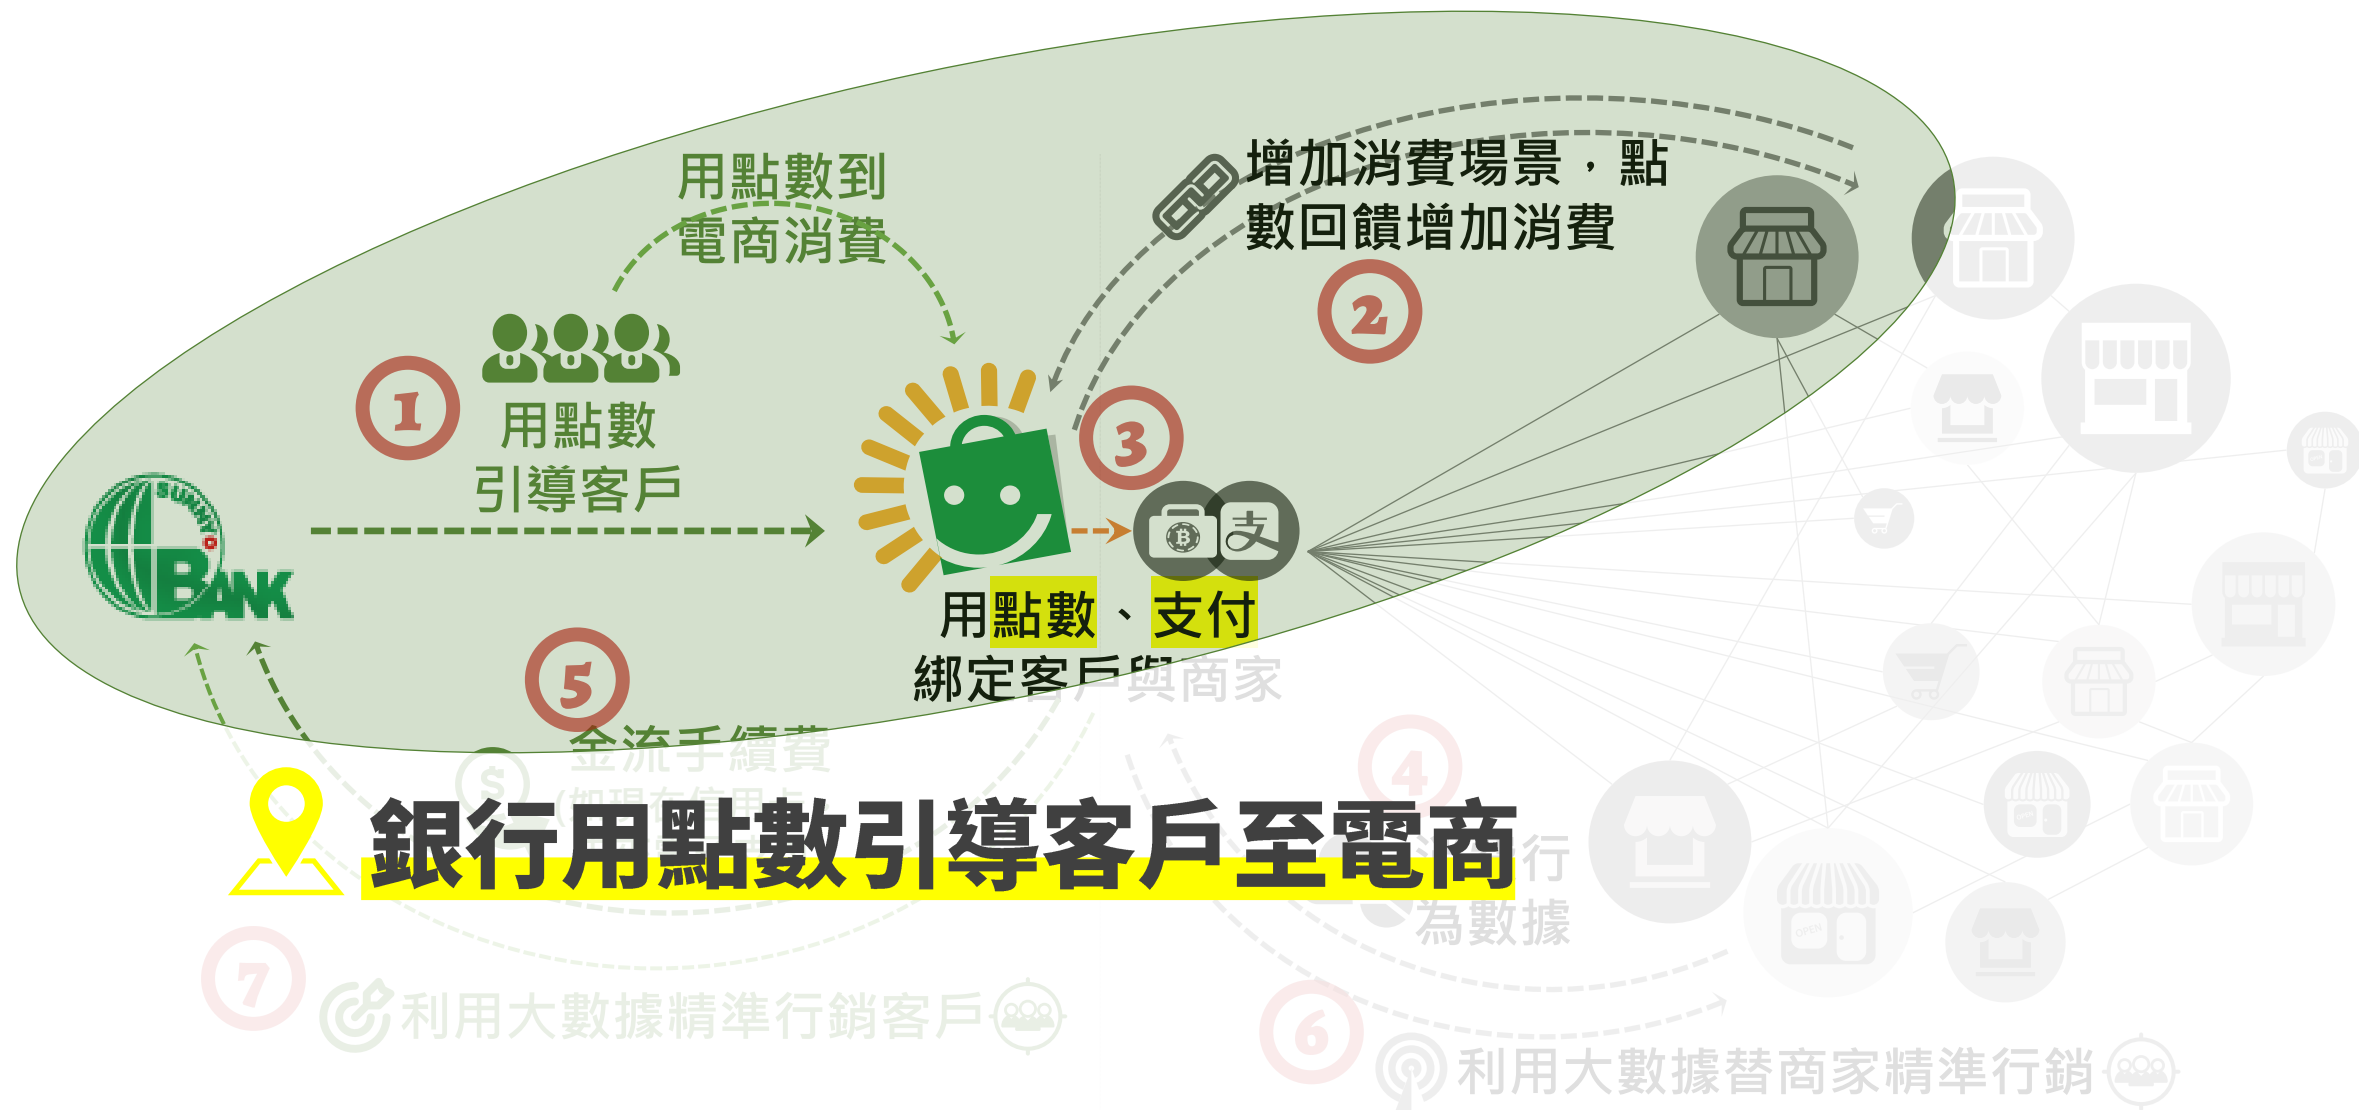 用點數到
電商消費
增加消費場景，點
數回饋增加消費
2
1
用點數
引導客戶
3
SUNNY
BANK
用點數、支付
綁定客戶與商家
支
5
金流手續費
4
銀行用點數引導客戶至電商
行
為數據
7
利用大數據精準行銷客戶
6
利用大數據替商家精準行銷
OPEN